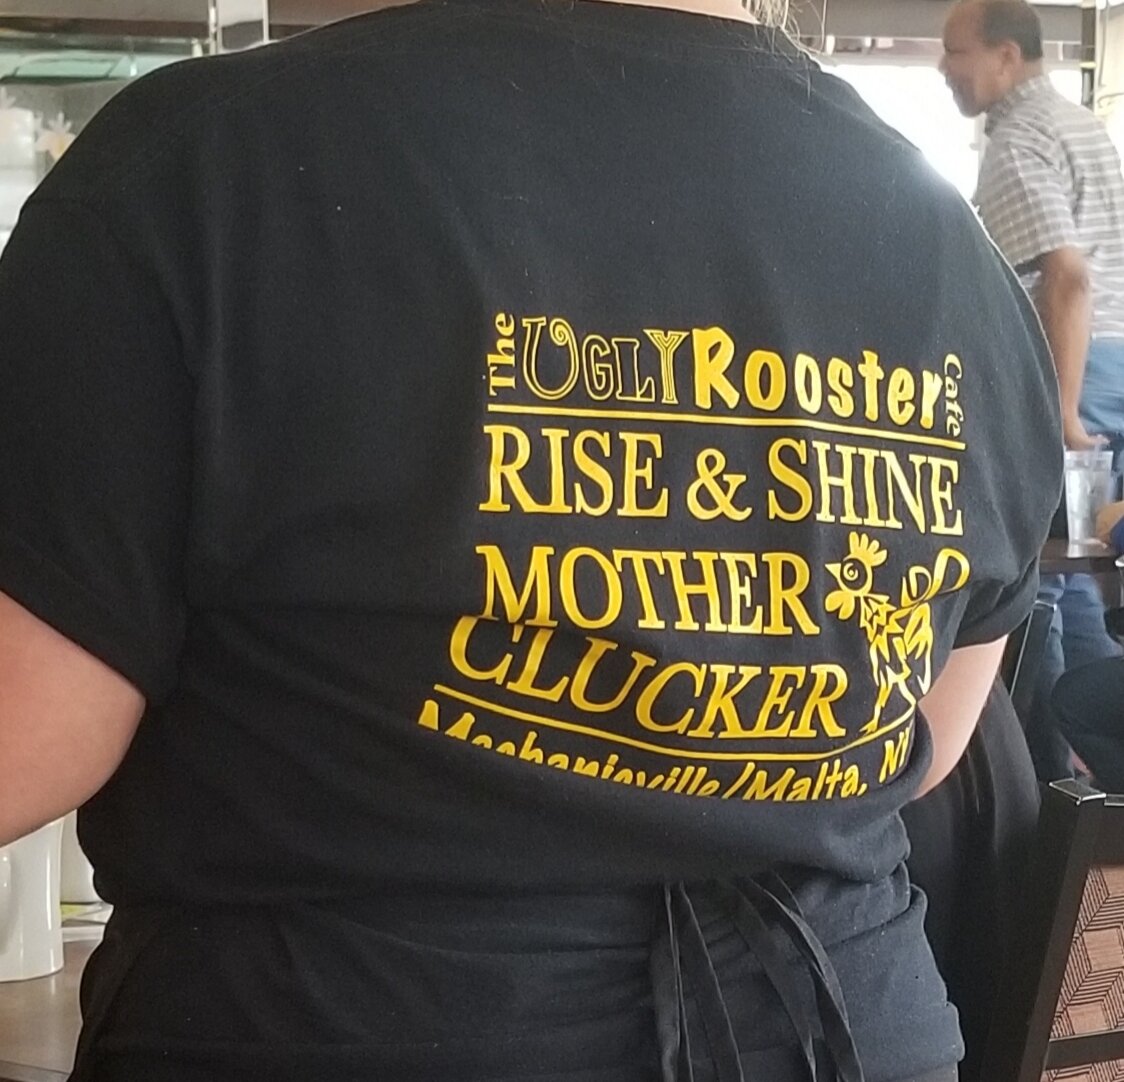 The UGLY Rooster Cafe
RISE & SHINE
MOTHER
CLUCKER
Mechanicville/Malta, NY